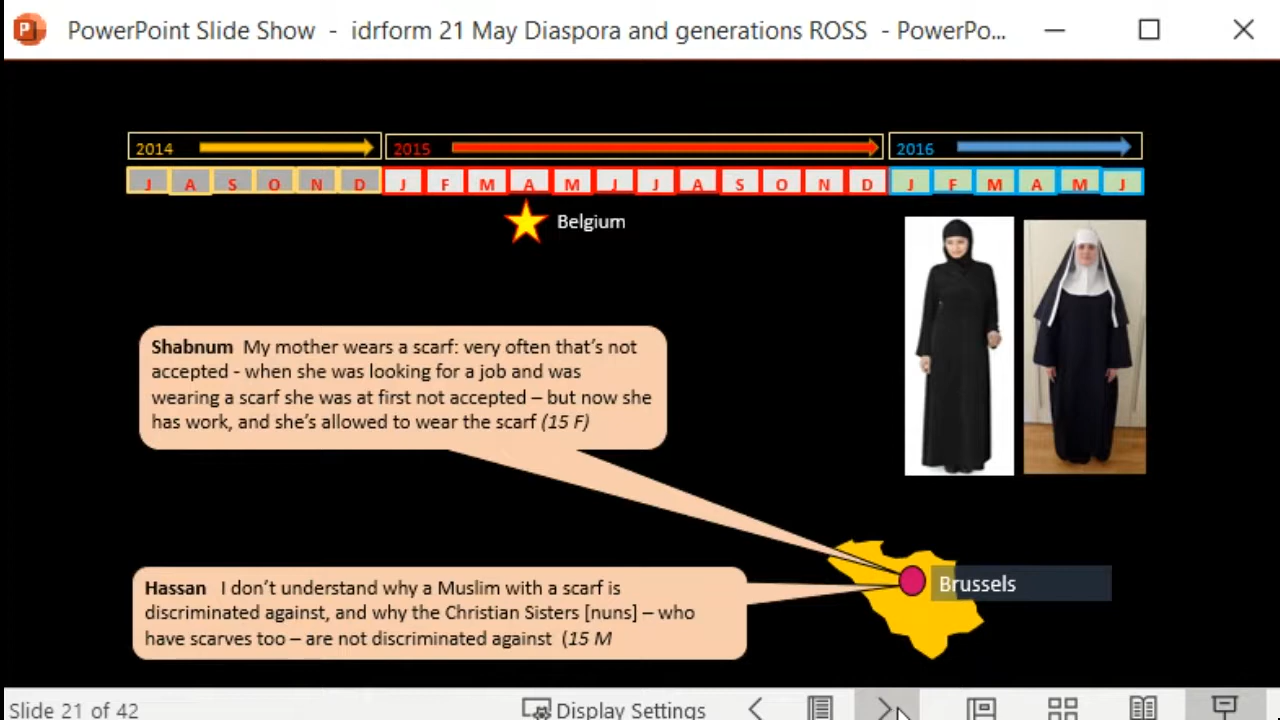 PowerPoint Slide Show - idrform 21 May Diaspora and generations ROSS - PowerPo...
2014 2015 2016
J A S O N D J F M A M J J A S O N D J F M A M J
Belgium
Shabnum My mother wears a scarf: very often that's not
accepted - when she was looking for a job and was
wearing a scarf she was at first not accepted – but now she
has work, and she's allowed to wear the scarf (15 F)
Hassan I don't understand why a Muslim with a scarf is
discriminated against, and why the Christian Sisters [nuns] – who
have scarves too – are not discriminated against (15 M
Brussels
Slide 21 of 42
Display Settings